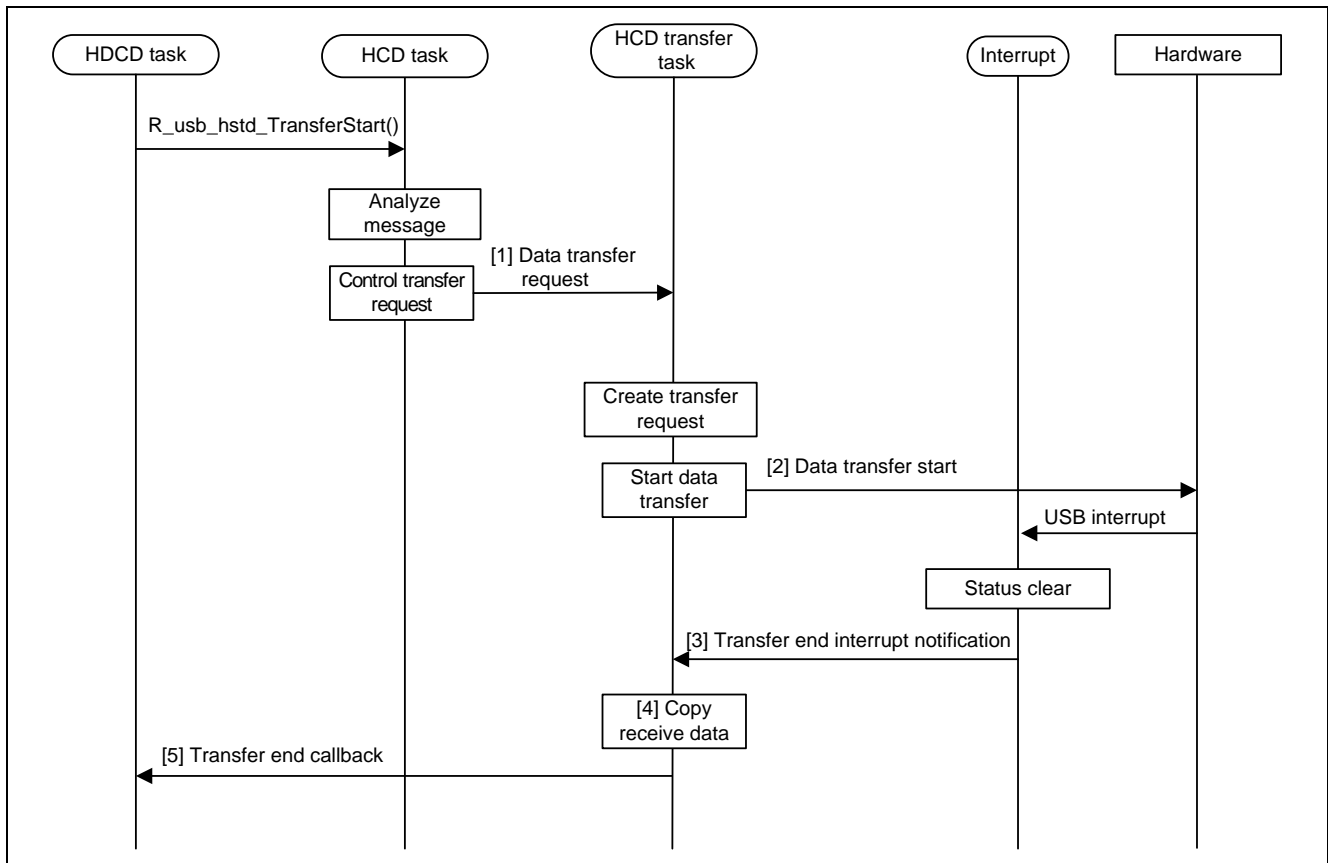 HDCD task
HCD task
HCD transfer
task
Interrupt
Hardware
R_usb_hstd_TransferStart()
Analyze
message
[1] Data transfer
request
Control transfer
request
Create transfer
request
[2] Data transfer start
Start data
transfer
USB interrupt
Status clear
[3] Transfer end interrupt notification
[4] Copy
receive data
[5] Transfer end callback